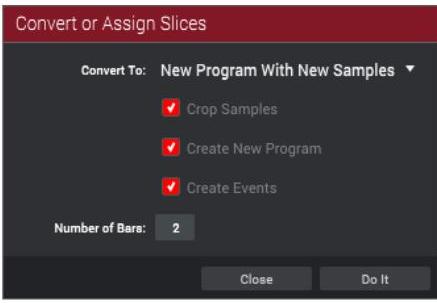 Convert or Assign Slices
Convert To: New Program With New Samples
Crop Samples
Create New Program
Create Events
Number of Bars: 2
Close Do It